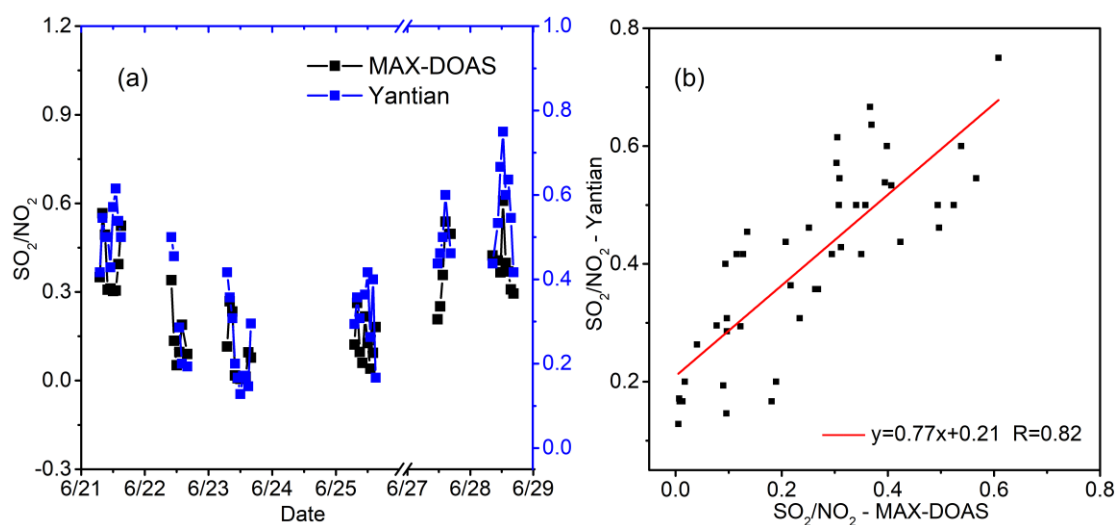 (a)
MAX-DOAS
Yantian
SO₂/NO₂
1.2
0.9
0.6
0.3
0.0
-0.3
1.0
0.8
0.6
0.4
0.2
0.0
6/21 6/22 6/23 6/24 6/25 6/27 6/28 6/29
Date
(b)
SO₂/NO₂ - Yantian
0.8
0.6
0.4
0.2
y=0.77x+0.21 R=0.82
0.0 0.2 0.4 0.6 0.8
SO₂/NO₂ - MAX-DOAS